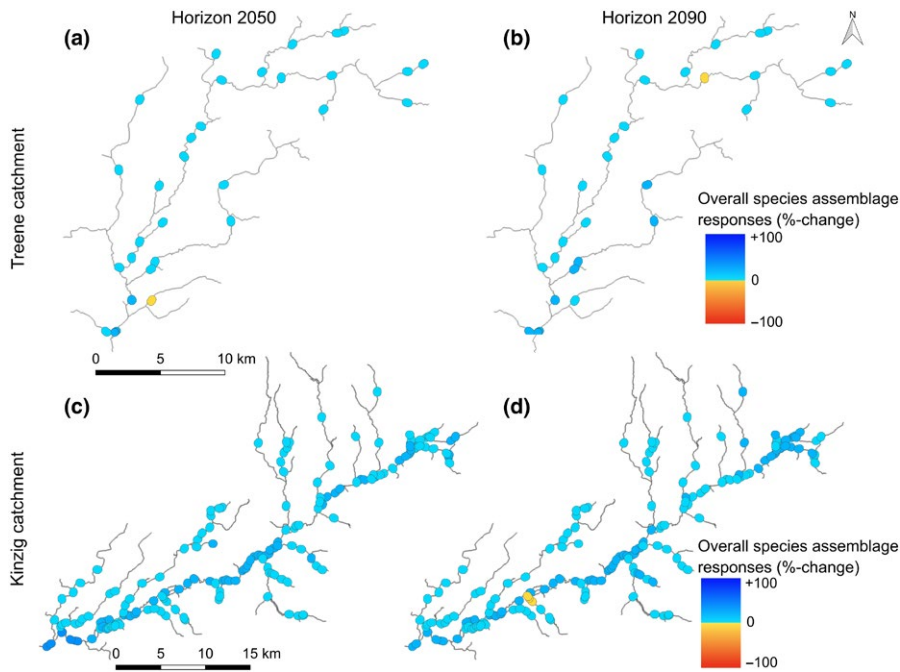 Horizon 2050
Horizon 2090
(a)
(b)
N
Treene catchment
Overall species assemblage
responses (%-change)
+100
0
−100
0 5 10 km
(c)
(d)
Kinzig catchment
Overall species assemblage
responses (%-change)
+100
0
−100
0 5 10 15 km